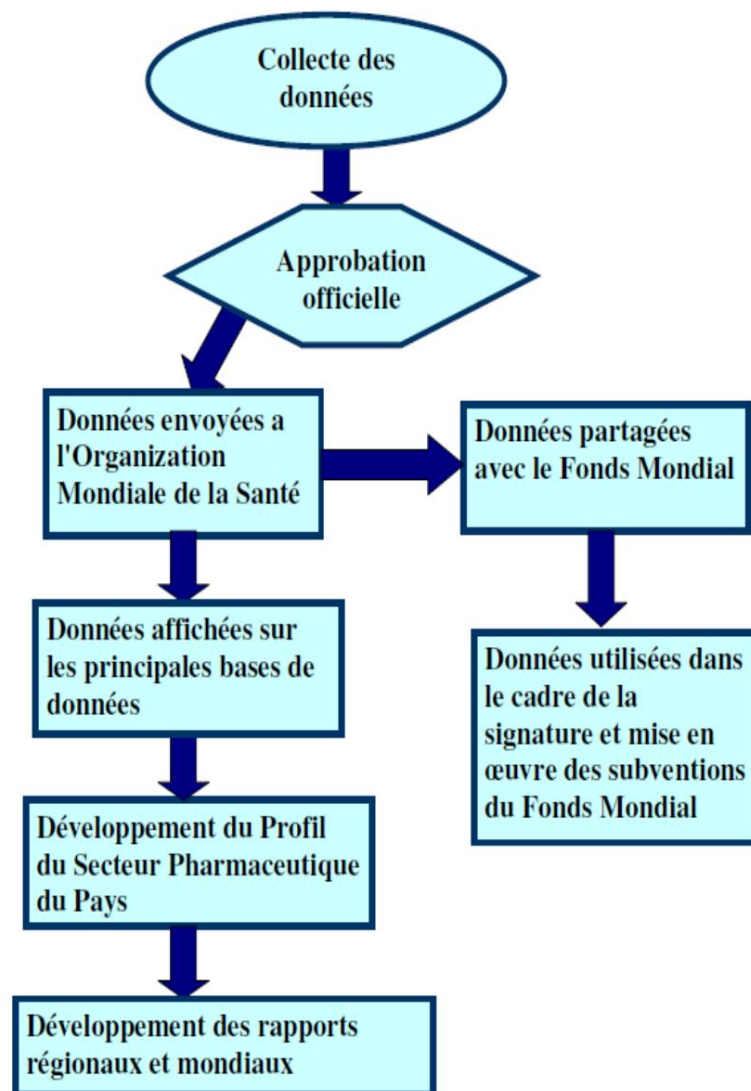 Collecte des
données
Approbation
officielle
Données envoyées a
l'Organization
Mondiale de la Santé
Données partagées
avec le Fonds Mondial
Données affichées sur
les principales bases de
données
Données utilisées dans
le cadre de la
signature et mise en
œuvre des subventions
du Fonds Mondial
Développement du Profil
du Secteur Pharmaceutique
du Pays
Développement des rapports
régionaux et mondiaux